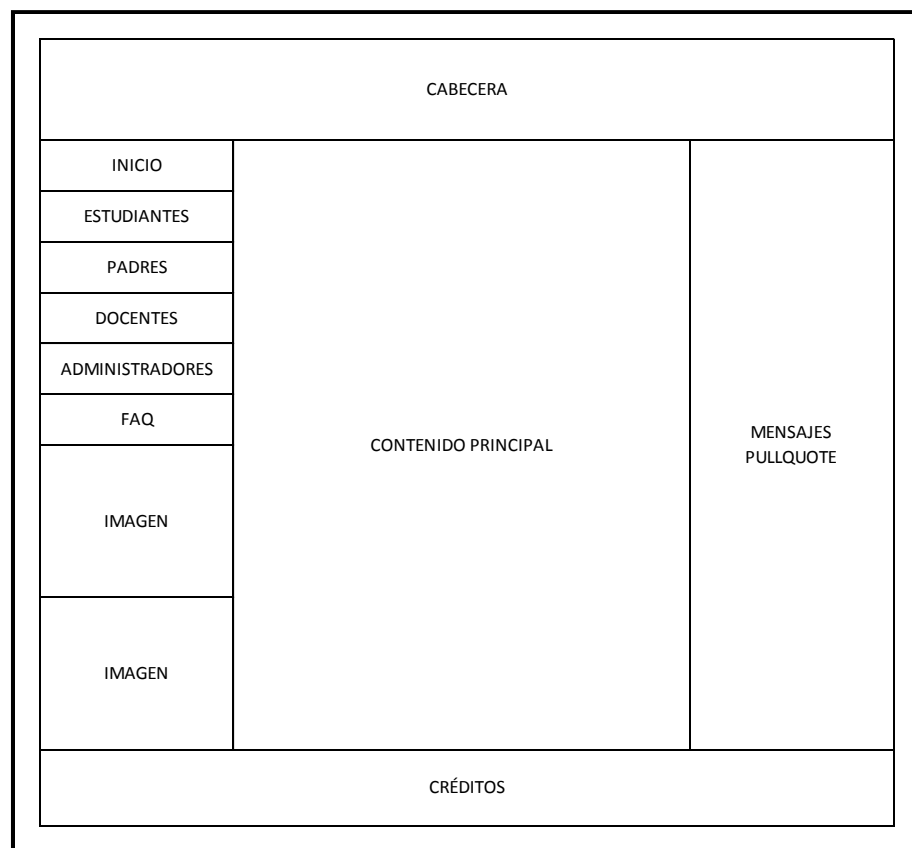 CABECERA
INICIO
ESTUDIANTES
PADRES
DOCENTES
ADMINISTRADORES
FAQ
IMAGEN
IMAGEN
CONTENIDO PRINCIPAL
MENSAJES
PULLQUOTE
CRÉDITOS